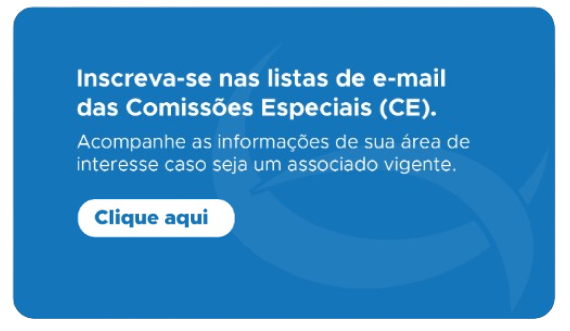 Inscreva-se nas listas de e-mail
das Comissões Especiais (CE).
Acompanhe as informações de sua área de
interesse caso seja um associado vigente.
Clique aqui